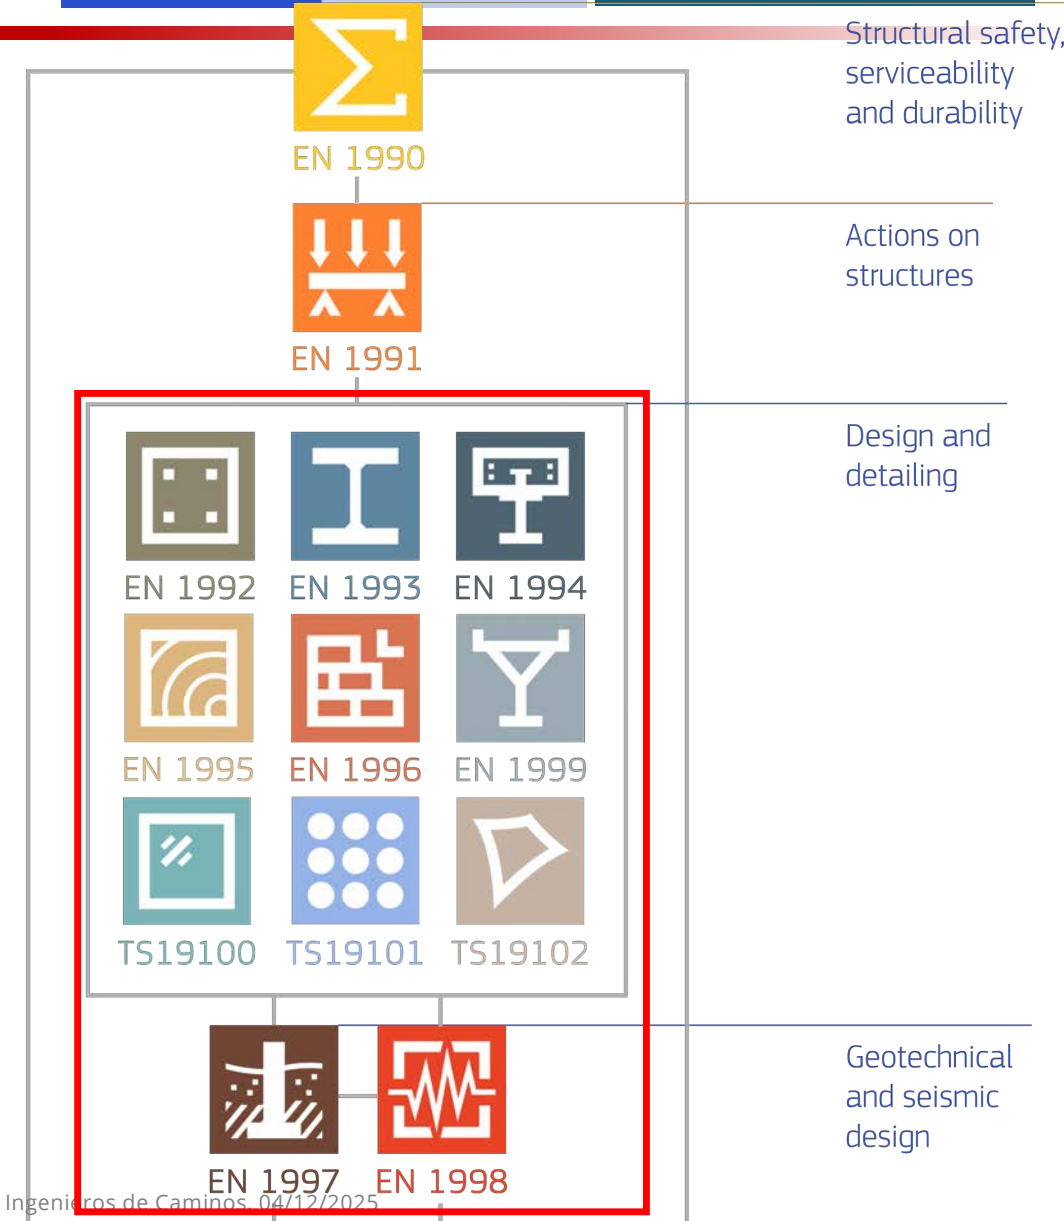 Structural safety,
serviceability
and durability
EN 1990
Actions on
structures
EN 1991
Design and
detailing
EN 1992 EN 1993 EN 1994
EN 1995 EN 1996 EN 1999
TS19100 TS19101 TS19102
Geotechnical
and seismic
design
EN 1997 EN 1998
Ingenieros de Caminos. 04/12/2025